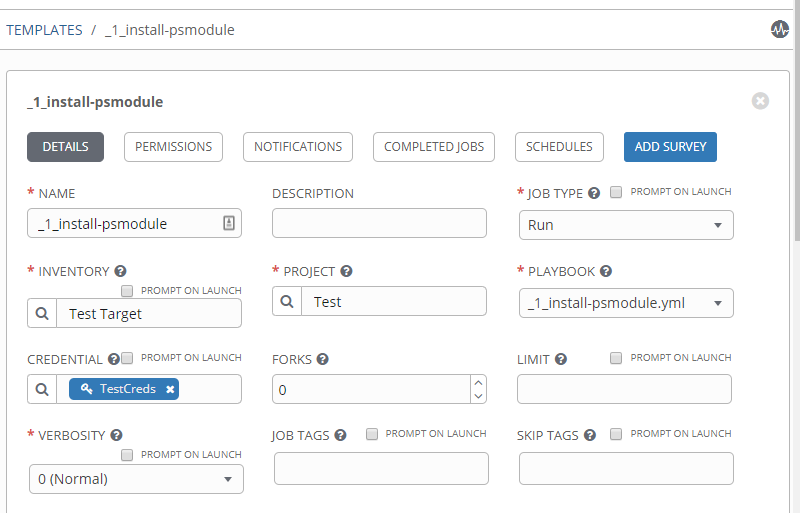 TEMPLATES / _1_install-psmodule
_1_install-psmodule
DETAILS PERMISSIONS NOTIFICATIONS COMPLETED JOBS SCHEDULES ADD SURVEY
* NAME DESCRIPTION * JOB TYPE ? PROMPT ON LAUNCH
_1_install-psmodule Run
* INVENTORY ? * PROJECT ? * PLAYBOOK ?
PROMPT ON LAUNCH
Test Target Test _1_install-psmodule.yml
CREDENTIAL ? PROMPT ON LAUNCH FORKS ? LIMIT ? PROMPT ON LAUNCH
TestCreds × 0
* VERBOSITY ? JOB TAGS ? PROMPT ON LAUNCH SKIP TAGS ? PROMPT ON LAUNCH
PROMPT ON LAUNCH
0 (Normal)